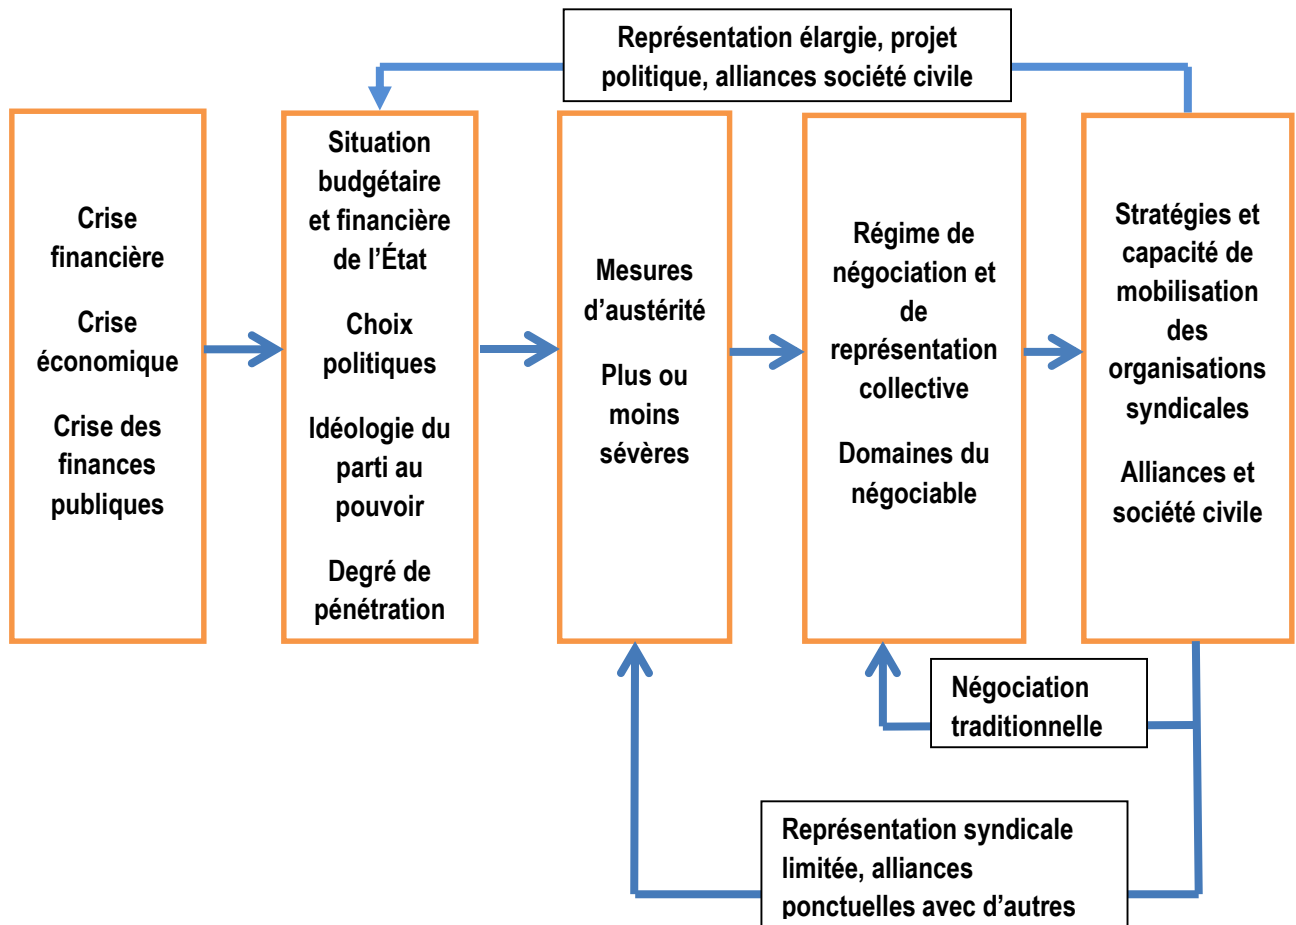 Représentation élargie, projet
politique, alliances société civile
Crise
financière
Crise
économique
Crise des
finances
publiques
Situation
budgétaire
et financière
de l’État
Choix
politiques
Idéologie du
parti au
pouvoir
Degré de
pénétration
Mesures
d’austérité
Plus ou
moins
sévères
Régime de
négociation et
de
représentation
collective
Domaines du
négociable
Stratégies et
capacité de
mobilisation
des
organisations
syndicales
Alliances et
société civile
Négociation
traditionnelle
Représentation syndicale
limitée, alliances
ponctuelles avec d’autres